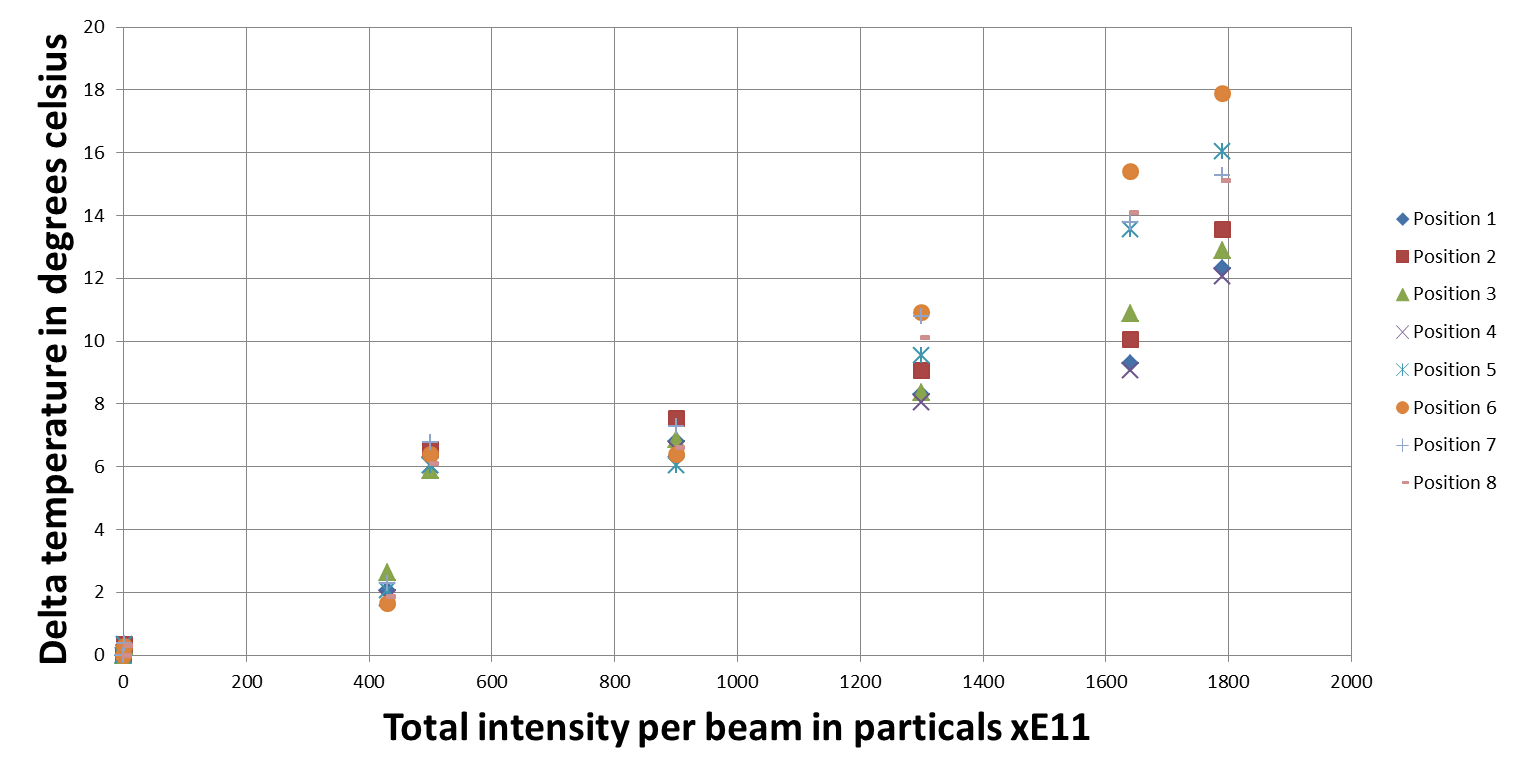 Delta temperature in degrees celsius
20
18
16
14
12
10
8
6
4
2
0
0 200 400 600 800 1000 1200 1400 1600 1800 2000
Total intensity per beam in particals xE11
Position 1
Position 2
Position 3
Position 4
Position 5
Position 6
Position 7
Position 8